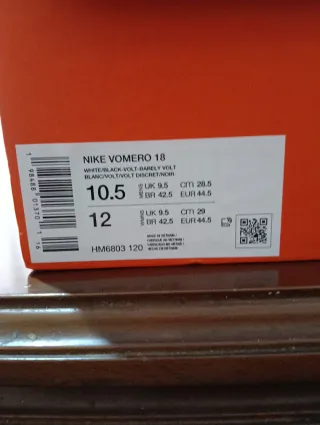 NIKE VOMERO 18
WHITE/BLACK-VOLT-BARELY VOLT
BLANC/VOLT/VOLT DISCRET/NOIR
10.5 UK 9.5 CM 28.5
BR 42.5 EUR 44.5
12 UK 9.5 CM 29
BR 42.5 EUR 44.5
HM6803 120
MADE IN VIETNAM